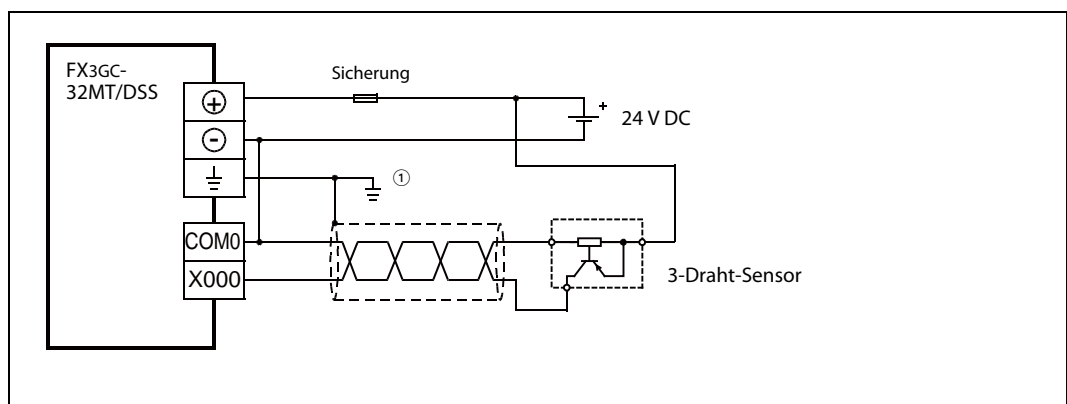 FX3GC-
32MT/DSS
Sicherung
+
24 V DC
①
COM0
X000
3-Draht-Sensor